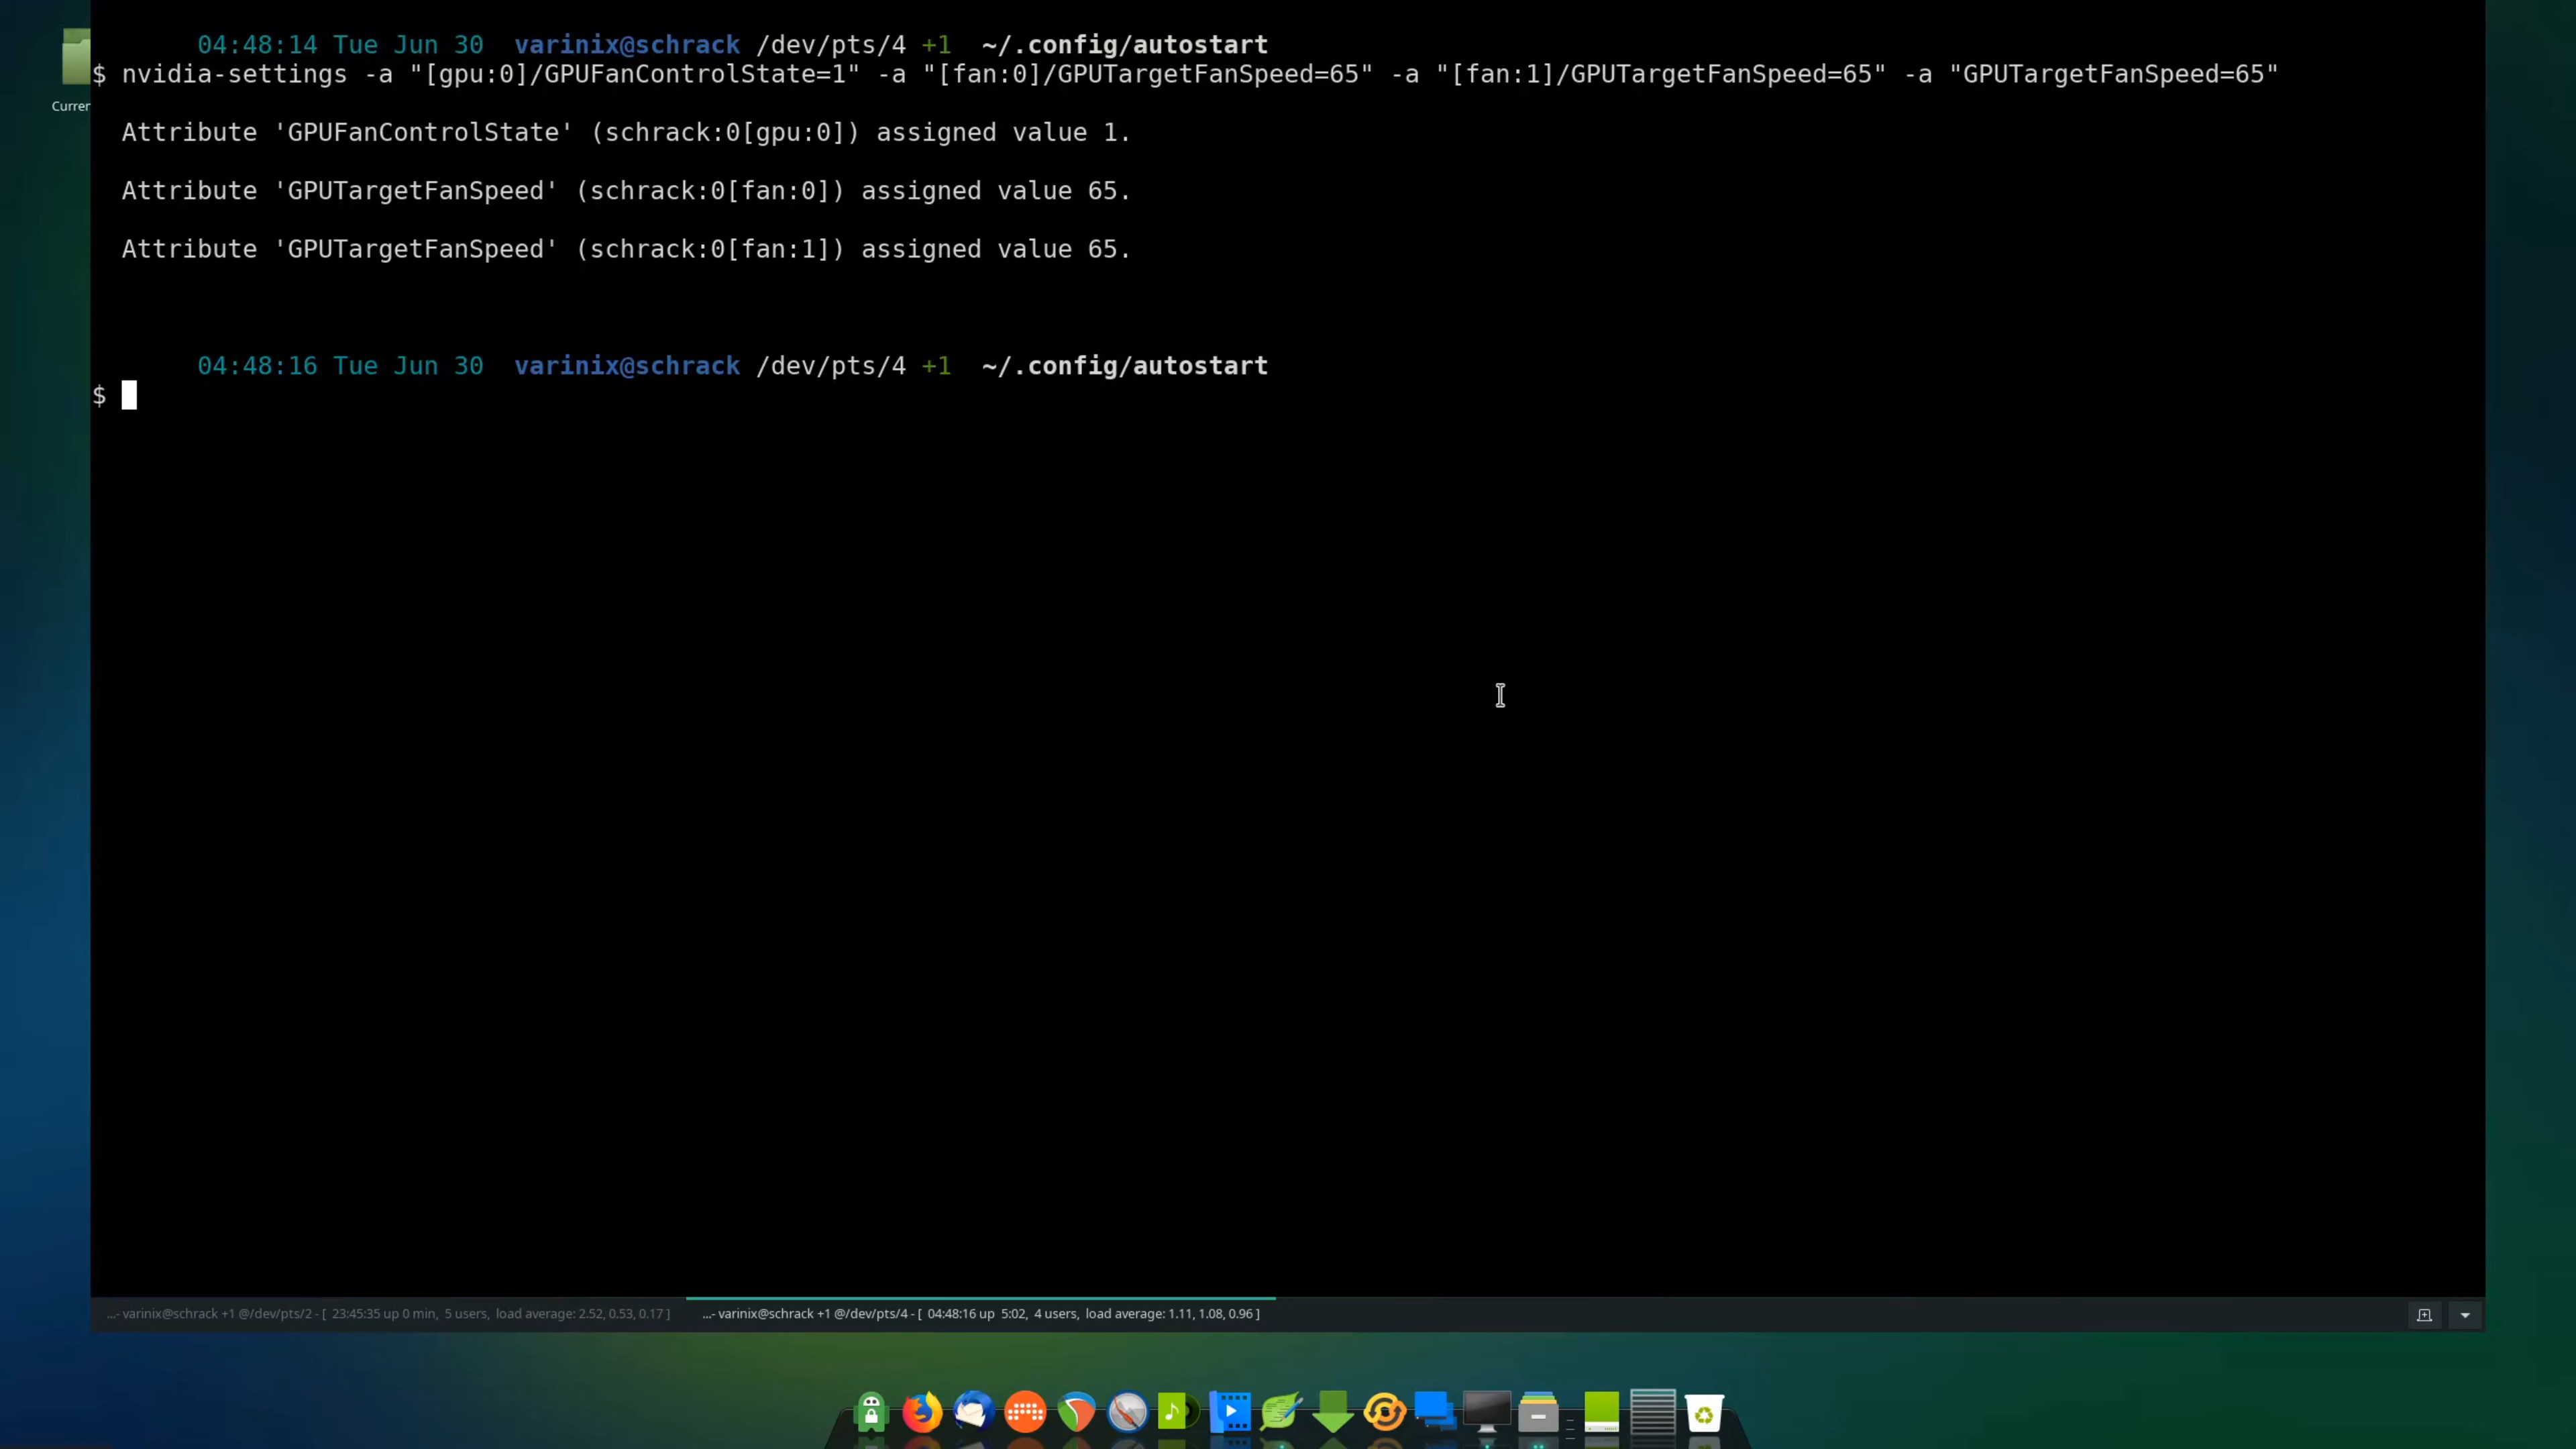 04:48:14 Tue Jun 30 varinix@schrack /dev/pts/4 +1 ~/.config/autostart
$ nvidia-settings -a "[gpu:0]/GPUFanControlState=1" -a "[fan:0]/GPUTargetFanSpeed=65" -a "[fan:1]/GPUTargetFanSpeed=65" -a "GPUTargetFanSpeed=65"
Curren
Attribute 'GPUFanControlState' (schrack:0[gpu:0]) assigned value 1.
Attribute 'GPUTargetFanSpeed' (schrack:0[fan:0]) assigned value 65.
Attribute 'GPUTargetFanSpeed' (schrack:0[fan:1]) assigned value 65.
04:48:16 Tue Jun 30 varinix@schrack /dev/pts/4 +1 ~/.config/autostart
$
...- varinix@schrack +1 @/dev/pts/2 - [ 23:45:35 up 0 min, 5 users, load average: 2.52, 0.53, 0.17 ]
...- varinix@schrack +1 @/dev/pts/4 - [ 04:48:16 up 5:02, 4 users, load average: 1.11, 1.08, 0.96 ]